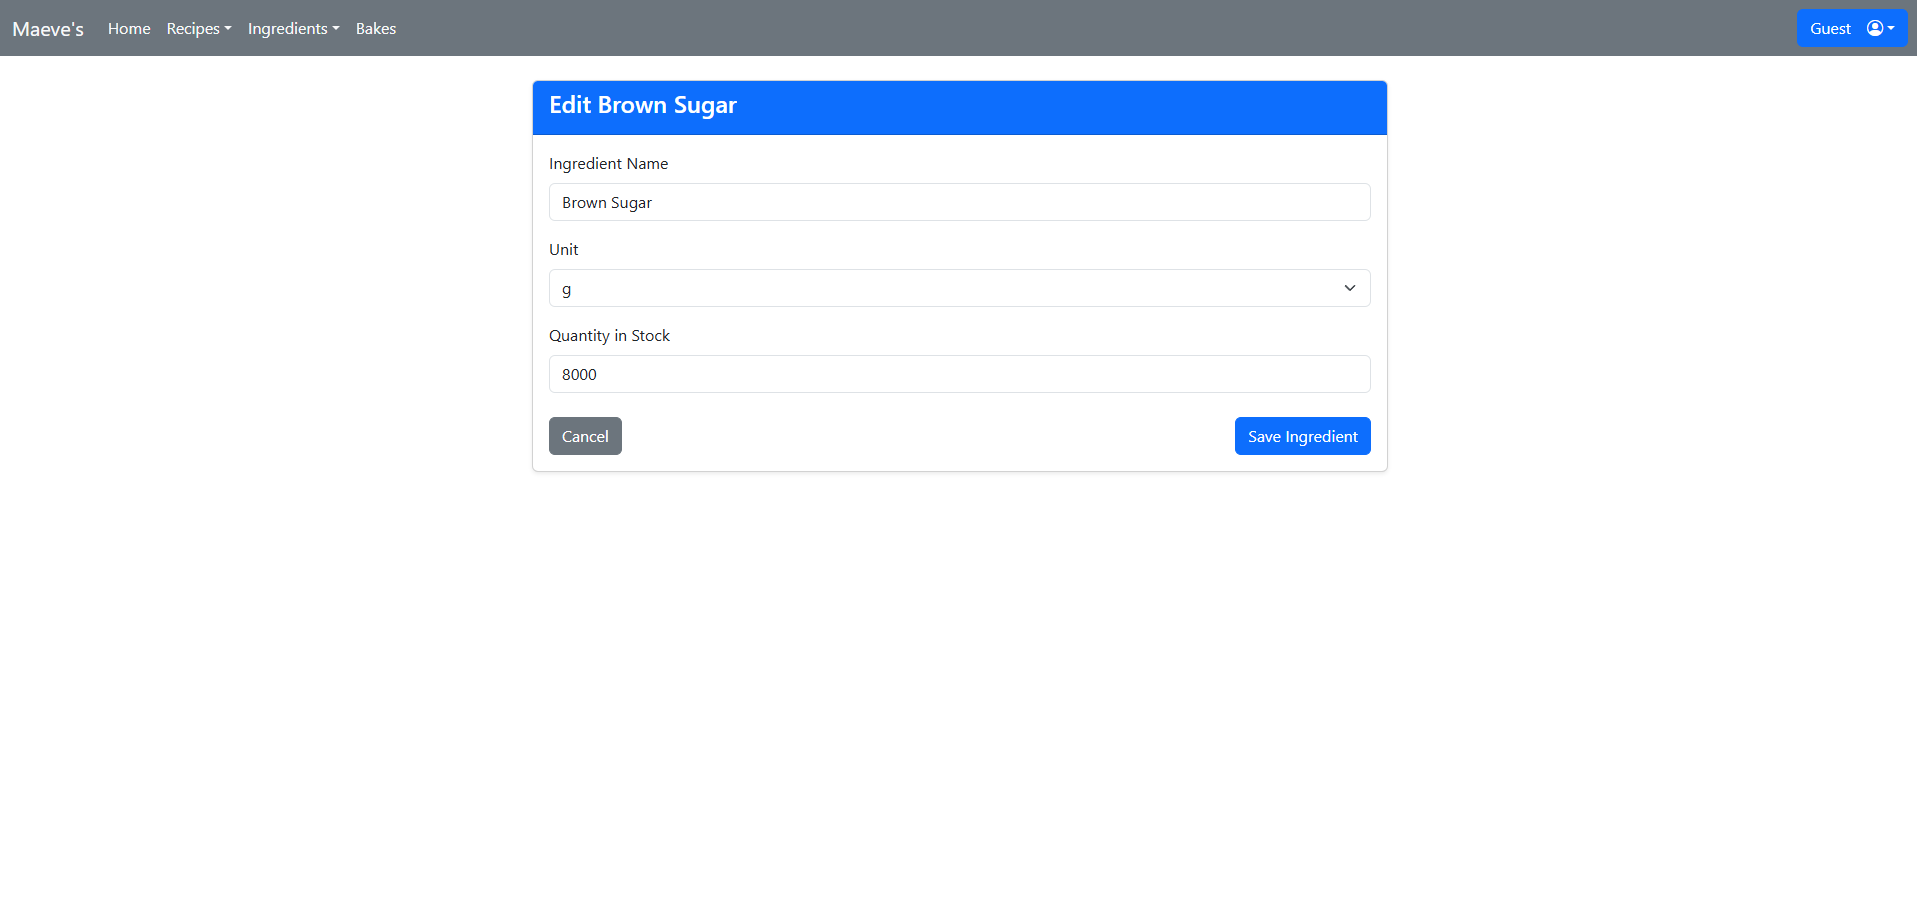 Maeve's Home Recipes Ingredients Bakes Guest
Edit Brown Sugar
Ingredient Name
Brown Sugar
Unit
g
Quantity in Stock
8000
Cancel Save Ingredient